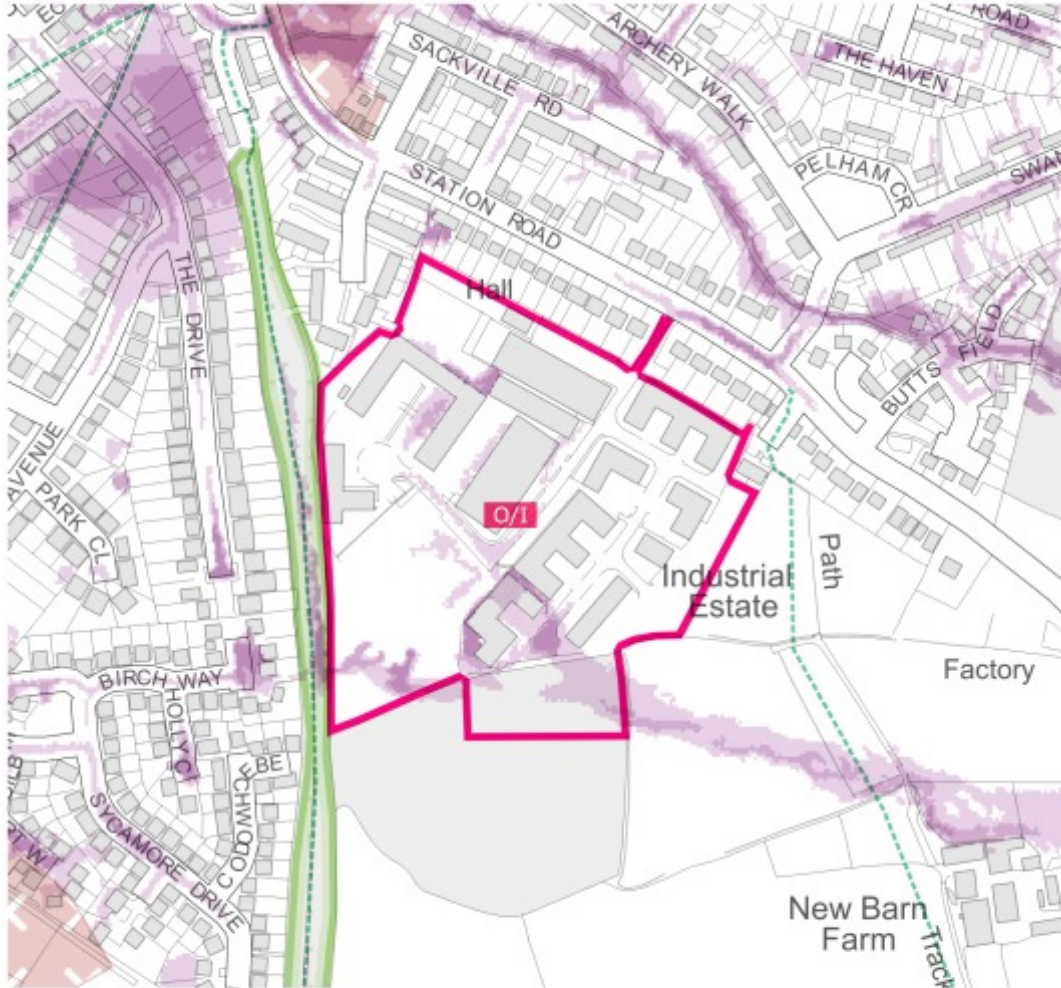 ROAD
ARCHERY WALK
SACKVILLE RD
THE HAVEN
PELHAM CR
SWAN
STATION ROAD
Hall
THE DRIVE
BUTTS FIELD
AVENUE
PARK CL
O/I
Path
Industrial
Estate
Factory
BIRCH WAY
HOLLY C
SYCAMORE DRIVE
New Barn
Farm
Track